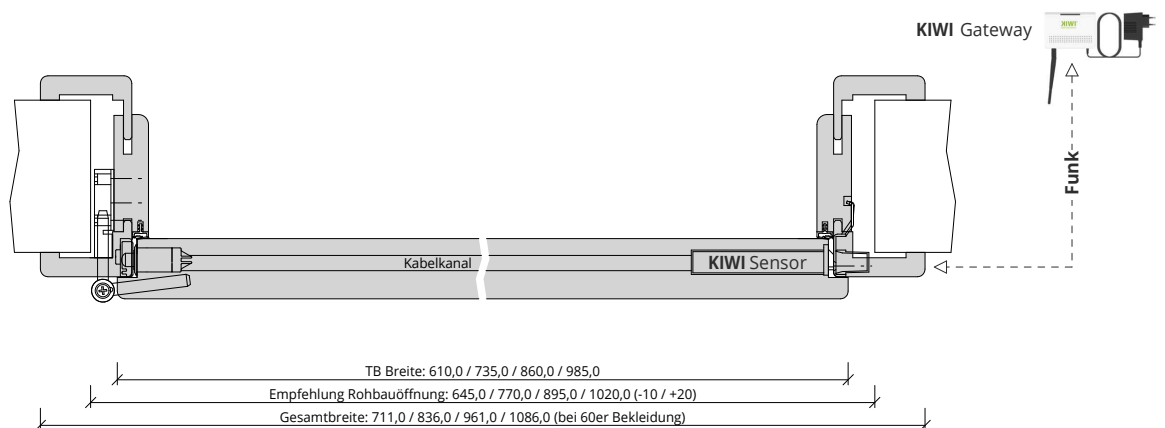 KIWI Gateway
KIWI
Funk
Kabelkanal
KIWI Sensor
TB Breite: 610,0 / 735,0 / 860,0 / 985,0
Empfehlung Rohbauöffnung: 645,0 / 770,0 / 895,0 / 1020,0 (-10 / +20)
Gesamtbreite: 711,0 / 836,0 / 961,0 / 1086,0 (bei 60er Bekleidung)